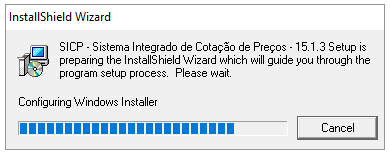 InstallShield Wizard
SICP - Sistema Integrado de Cotação de Preços - 15.1.3 Setup is
preparing the InstallShield Wizard which will guide you through the
program setup process. Please wait.
Configuring Windows Installer
Cancel